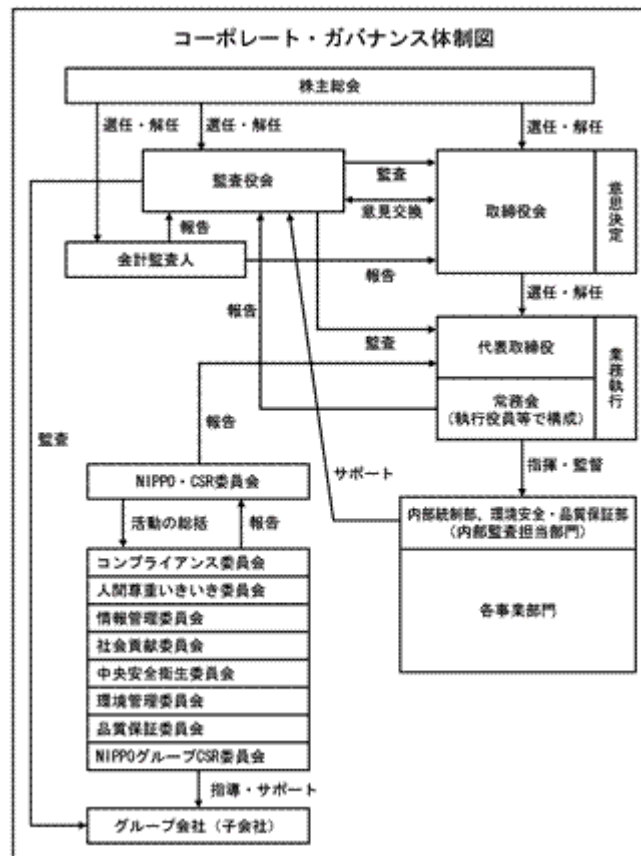 コーポレート・ガバナンス体制図
株主総会
選任・解任
選任・解任
選任・解任
監査役会
監査
意見交換
取締役会
意思決定
報告
会計監査人
報告
選任・解任
報告
監査
代表取締役
業務執行
常務会
(執行役員等で構成)
報告
監査
サポート
指揮・監督
NIPPO・CSR委員会
活動の総括
報告
内部統制部、環境安全・品質保証部
(内部監査担当部門)
コンプライアンス委員会
人間尊重いきいき委員会
情報管理委員会
社会貢献委員会
中央安全衛生委員会
環境管理委員会
品質保証委員会
NIPPOグループCSR委員会
各事業部門
指導・サポート
グループ会社(子会社)